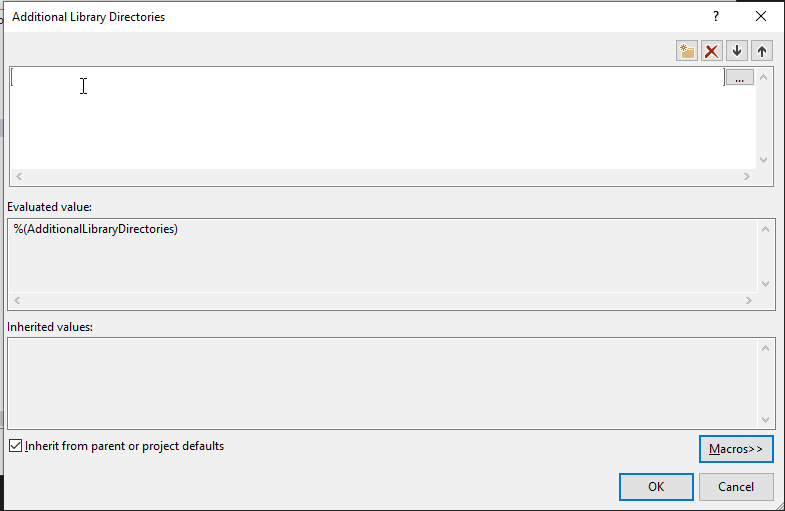 Additional Library Directories
?
...
Evaluated value:
%(AdditionalLibraryDirectories)
Inherited values:
Inherit from parent or project defaults
Macros>>
OK
Cancel